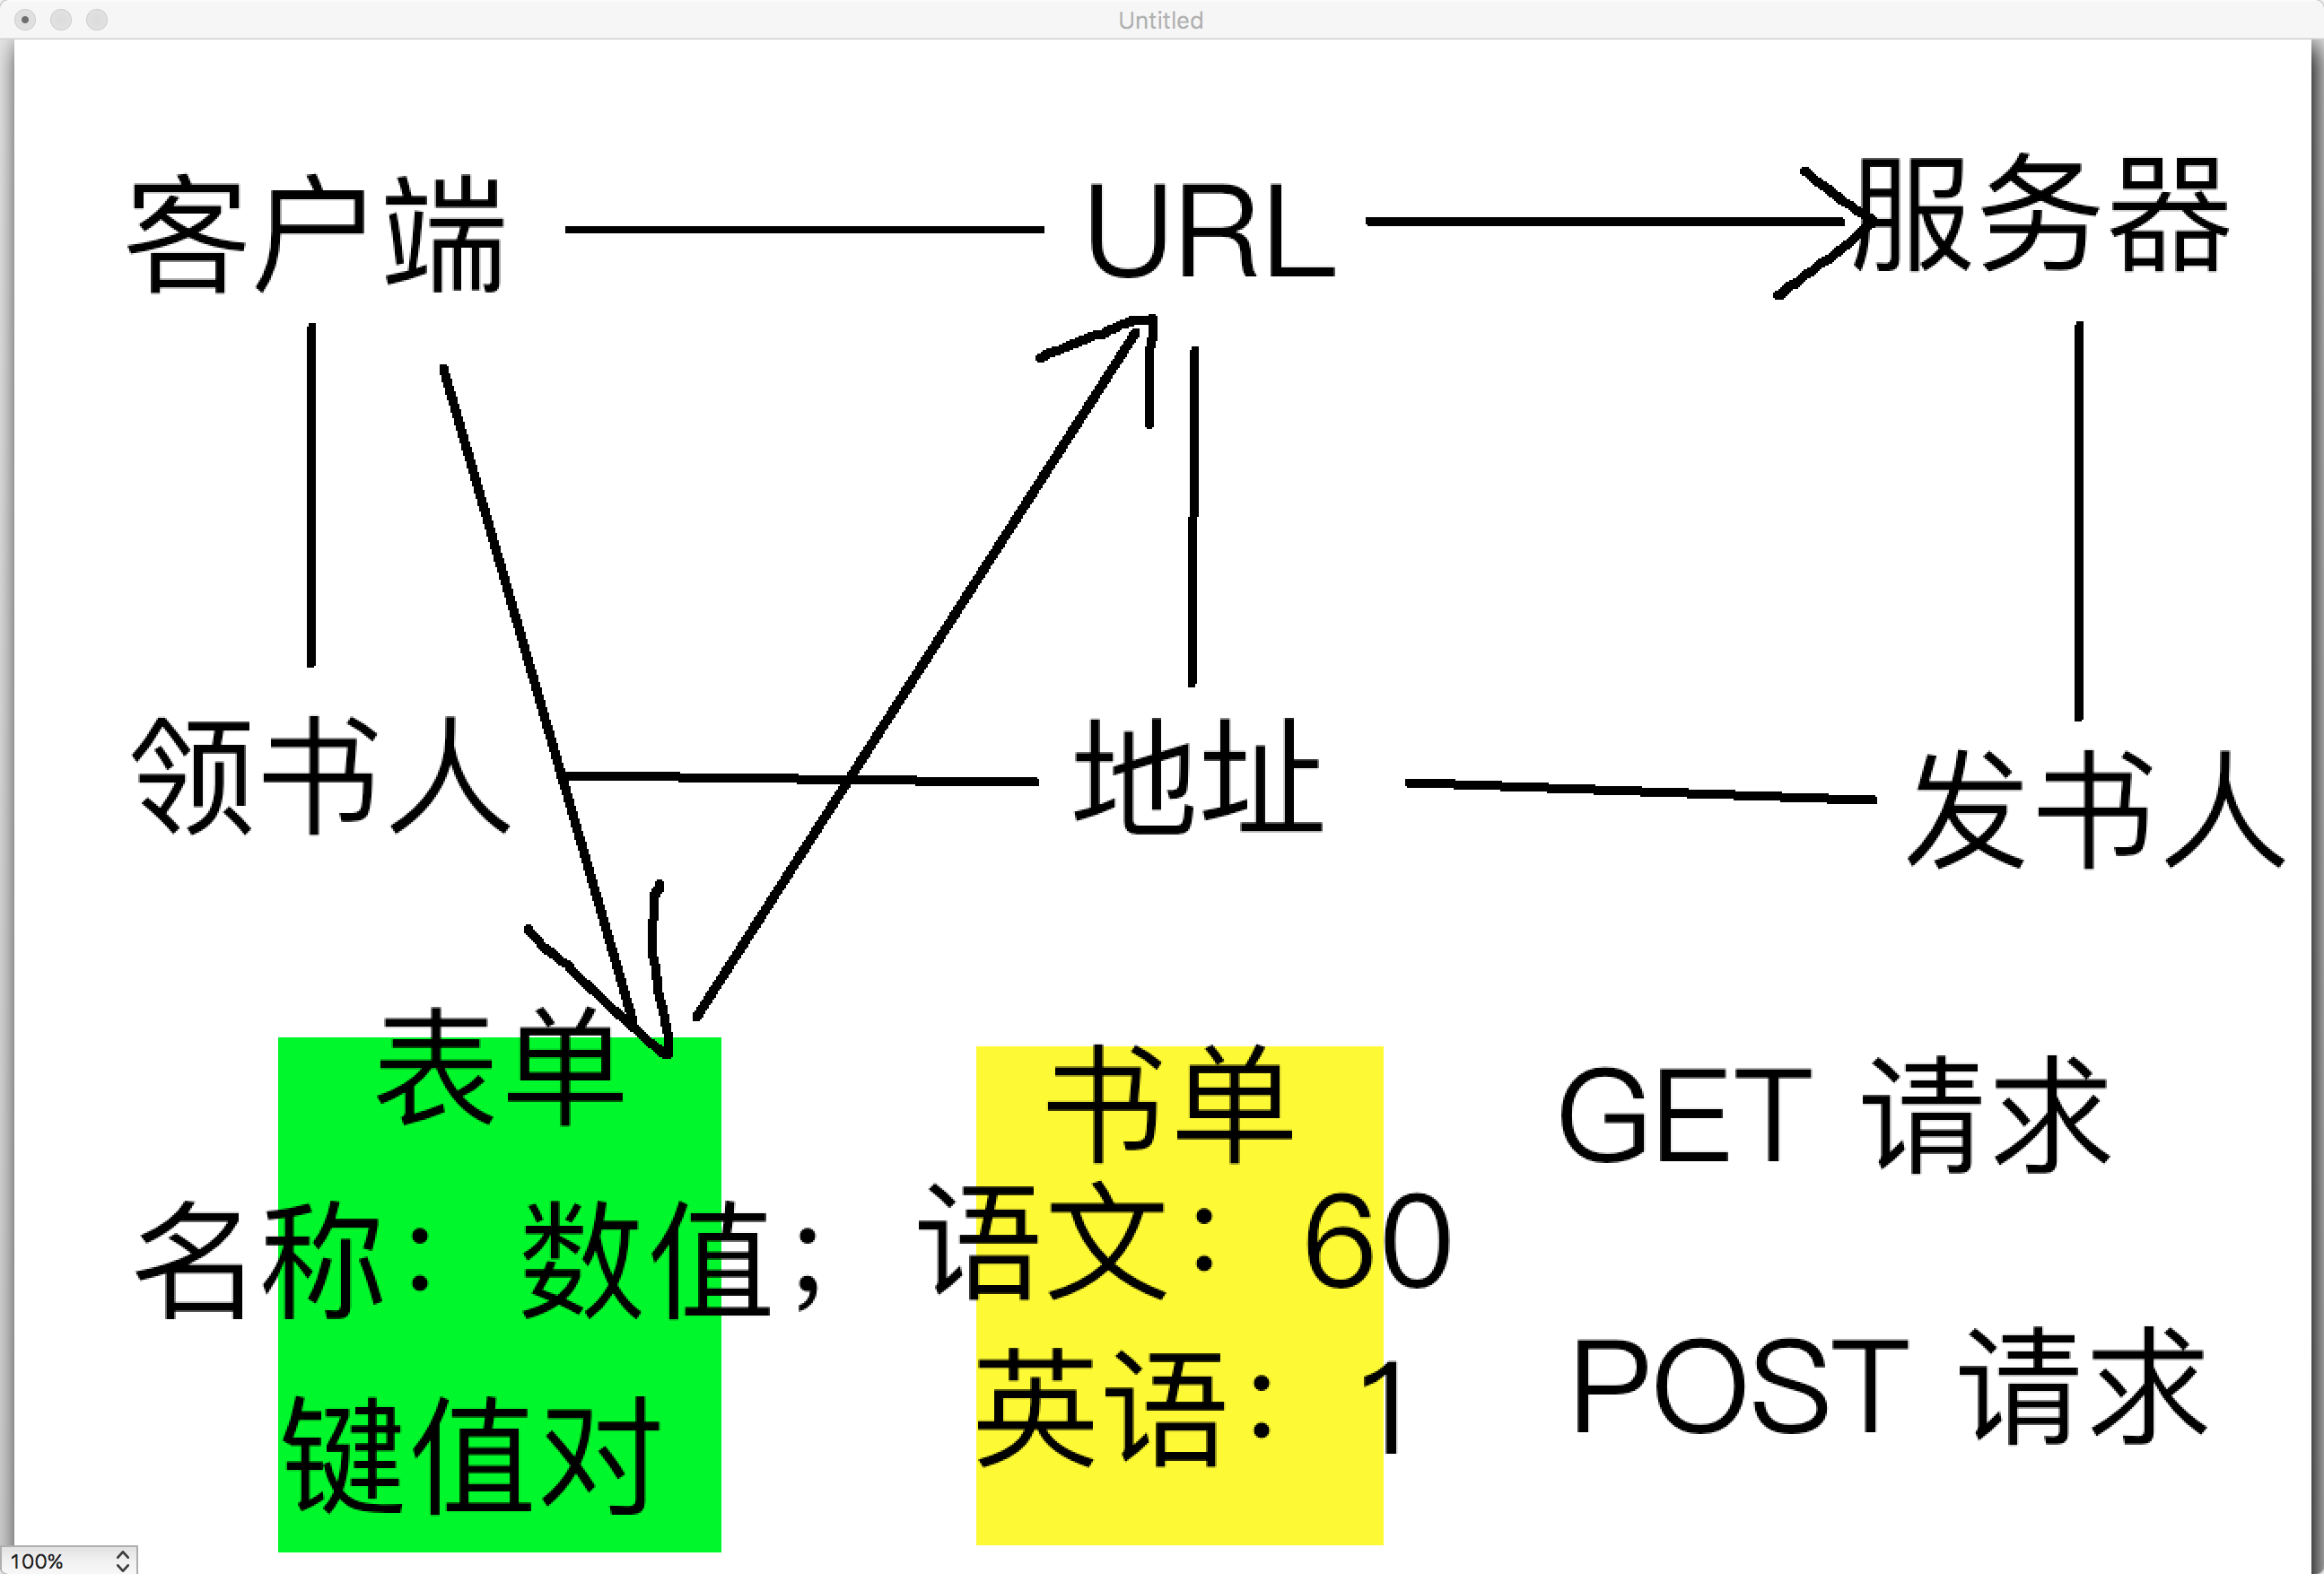 Untitled
客户端 URL 服务器
领书人 地址 发书人
表单
名称：数值；
键值对
书单
语文：60
英语：1
GET 请求
POST 请求
100%